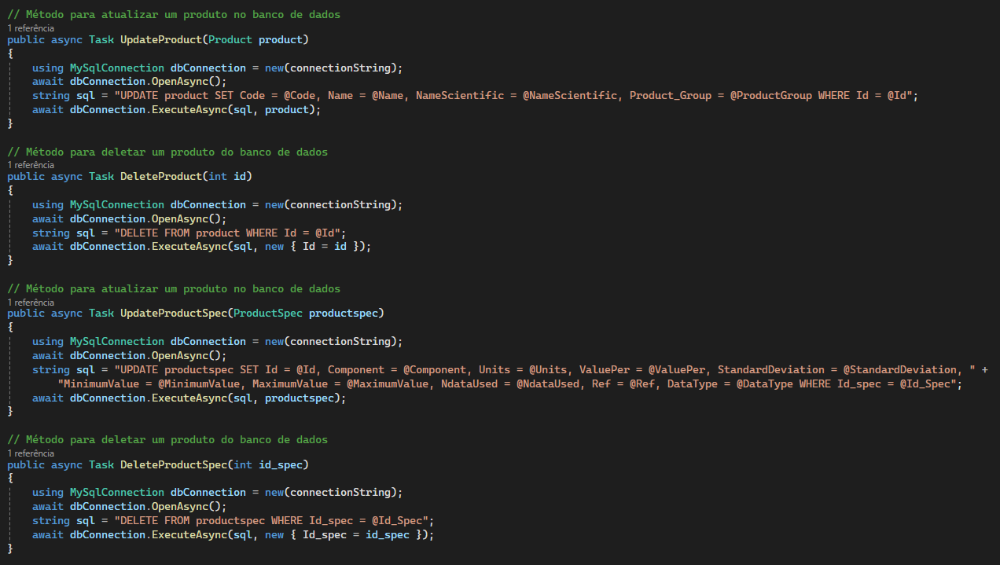 // Método para atualizar um produto no banco de dados
1 referência
public async Task UpdateProduct(Product product)
{
using MySqlConnection dbConnection = new(connectionString);
await dbConnection.OpenAsync();
string sql = "UPDATE product SET Code = @Code, Name = @Name, NameScientific = @NameScientific, Product_Group = @ProductGroup WHERE Id = @Id";
await dbConnection.ExecuteAsync(sql, product);
}
// Método para deletar um produto do banco de dados
1 referência
public async Task DeleteProduct(int id)
{
using MySqlConnection dbConnection = new(connectionString);
await dbConnection.OpenAsync();
string sql = "DELETE FROM product WHERE Id = @Id";
await dbConnection.ExecuteAsync(sql, new { Id = id });
}
// Método para atualizar um produto no banco de dados
1 referência
public async Task UpdateProductSpec(ProductSpec productspec)
{
using MySqlConnection dbConnection = new(connectionString);
await dbConnection.OpenAsync();
string sql = "UPDATE productspec SET Id = @Id, Component = @Component, Units = @Units, ValuePer = @ValuePer, StandardDeviation = @StandardDeviation, " +
"MinimumValue = @MinimumValue, MaximumValue = @MaximumValue, NdataUsed = @NdataUsed, Ref = @Ref, DataType = @DataType WHERE Id_spec = @Id_Spec";
await dbConnection.ExecuteAsync(sql, productspec);
}
// Método para deletar um produto do banco de dados
1 referência
public async Task DeleteProductSpec(int id_spec)
{
using MySqlConnection dbConnection = new(connectionString);
await dbConnection.OpenAsync();
string sql = "DELETE FROM productspec WHERE Id_spec = @Id_Spec";
await dbConnection.ExecuteAsync(sql, new { Id_spec = id_spec });
}